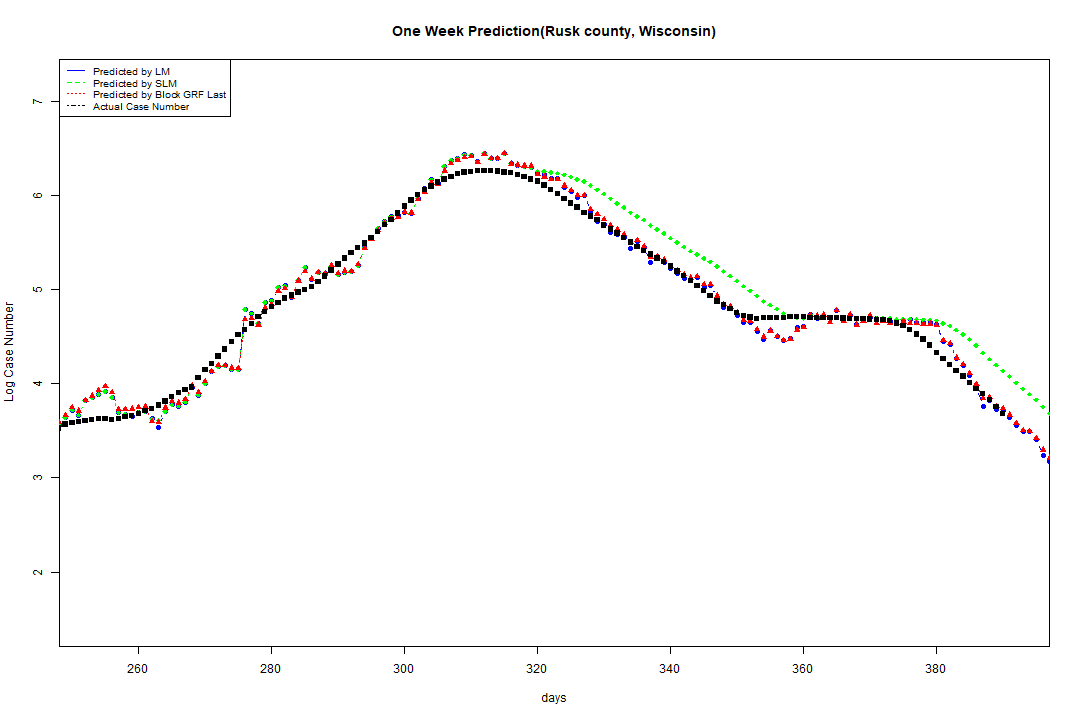 One Week Prediction(Rusk county, Wisconsin)
Predicted by LM
Predicted by SLM
Predicted by Block GRF Last
Actual Case Number
7
6
5
4
3
2
Log Case Number
260 280 300 320 340 360 380
days